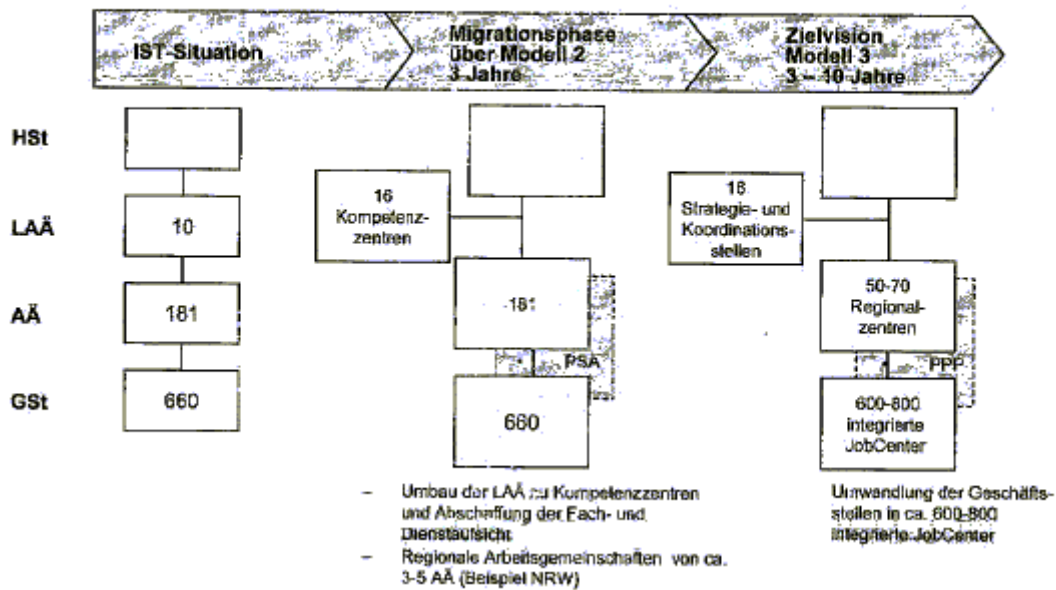 IST-Situation
Migrationsphase
über Modell 2
3 Jahre
Zielvision
Modell 3
3 – 10 Jahre
HSt
LAÄ
AÄ
GSt
10
181
660
16
Kompetenz-
zentren
181
PSA
660
Strategie- und
Koordinations-
stellen
50-70
Regional-
zentren
PPP
600-800
integrierte
JobCenter
– Umbau der LAÄ zu Kompetenzzentren
und Abschaffung der Fach- und
Dienstaufsicht
– Regionale Arbeitsgemeinschaften von ca.
3-5 AÄ (Beispiel NRW)
Umwandlung der Geschäfts-
stellen in ca. 600-800
integrierte JobCenter